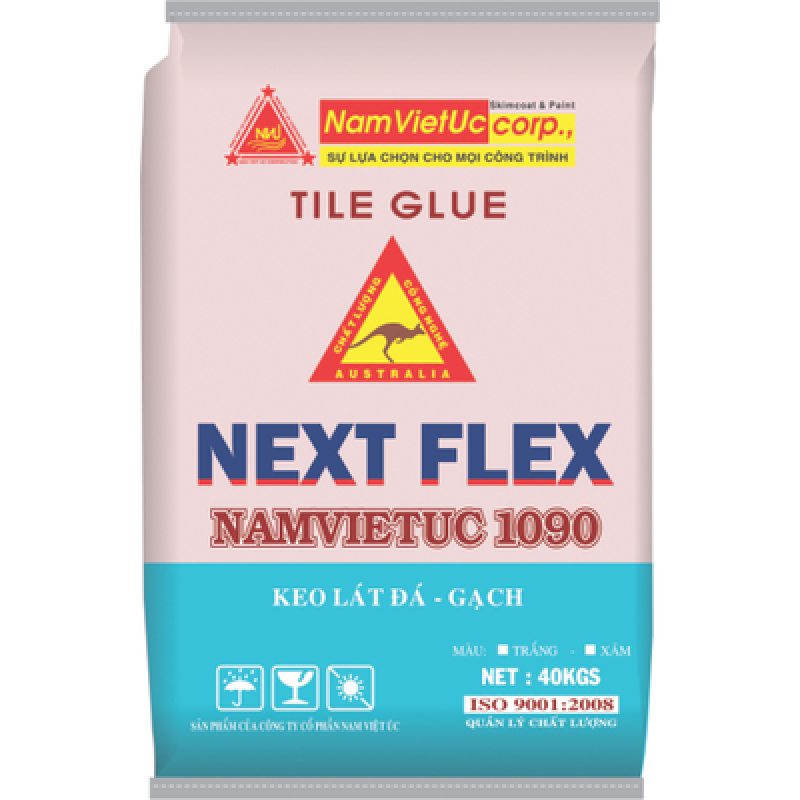 NWJ
Skimcoat & Paint
NamVietUc corp.,
SỰ LỰA CHỌN CHO MỌI CÔNG TRÌNH
TILE GLUE
CHẤT LƯỢNG CÔNG NGHỆ
AUSTRALIA
NEXT FLEX
NAMVIETUC 1090
KEO LÁT ĐÁ - GẠCH
MÀU: TRẮNG - XÁM
NET : 40KGS
ISO 9001:2008
QUẢN LÝ CHẤT LƯỢNG
SẢN PHẨM CỦA CÔNG TY CỔ PHẦN NAM VIỆT ÚC